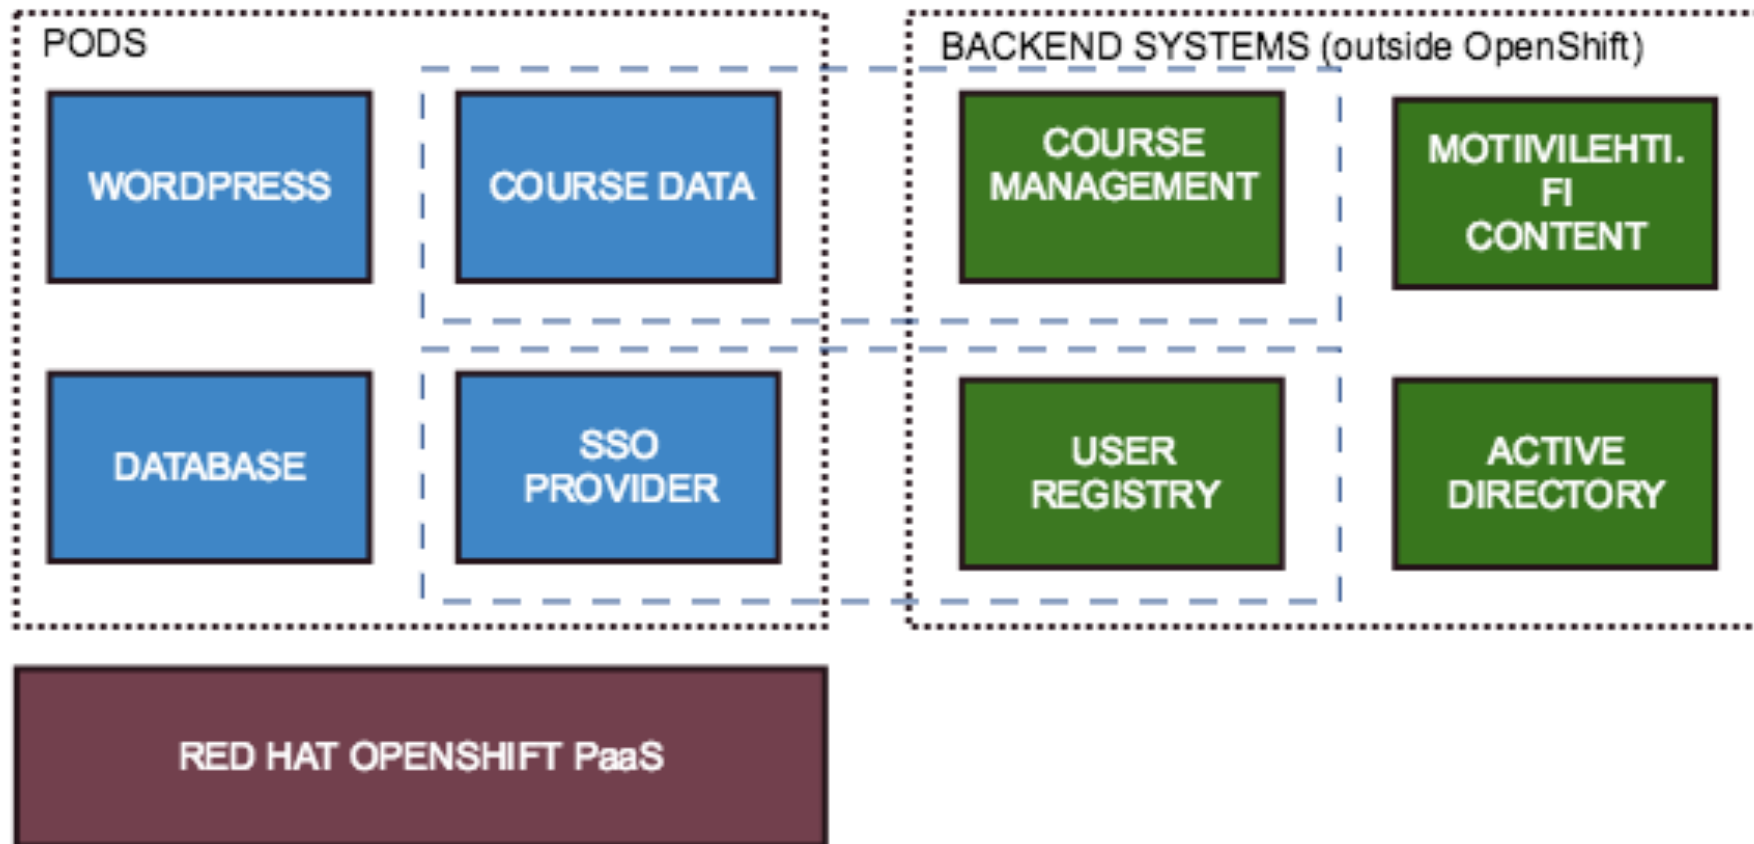 PODS
WORDPRESS
COURSE DATA
DATABASE
SSO
PROVIDER
BACKEND SYSTEMS (outside OpenShift)
COURSE
MANAGEMENT
MOTIIVILEHTI.
FI
CONTENT
USER
REGISTRY
ACTIVE
DIRECTORY
RED HAT OPENSHIFT PaaS